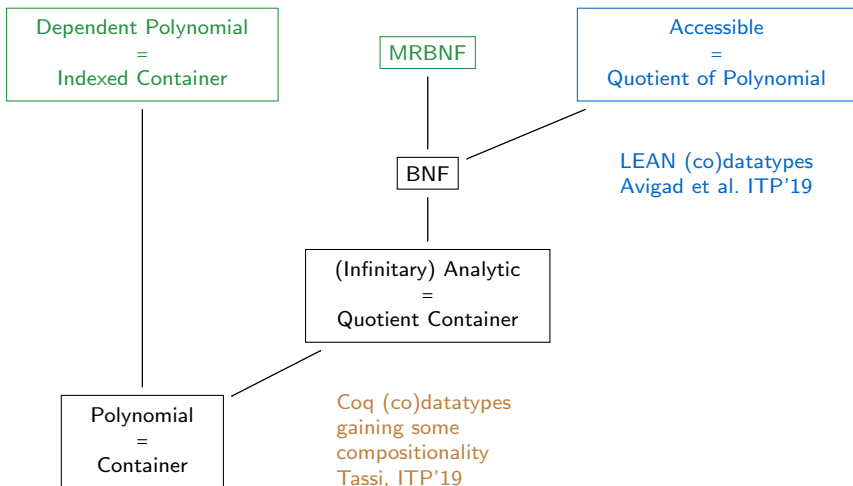 Dependent Polynomial
=
Indexed Container
MRBNF
Accessible
=
Quotient of Polynomial
BNF
LEAN (co)datatypes
Avigad et al. ITP'19
(Infinitary) Analytic
=
Quotient Container
Polynomial
=
Container
Coq (co)datatypes
gaining some
compositionality
Tassi, ITP'19